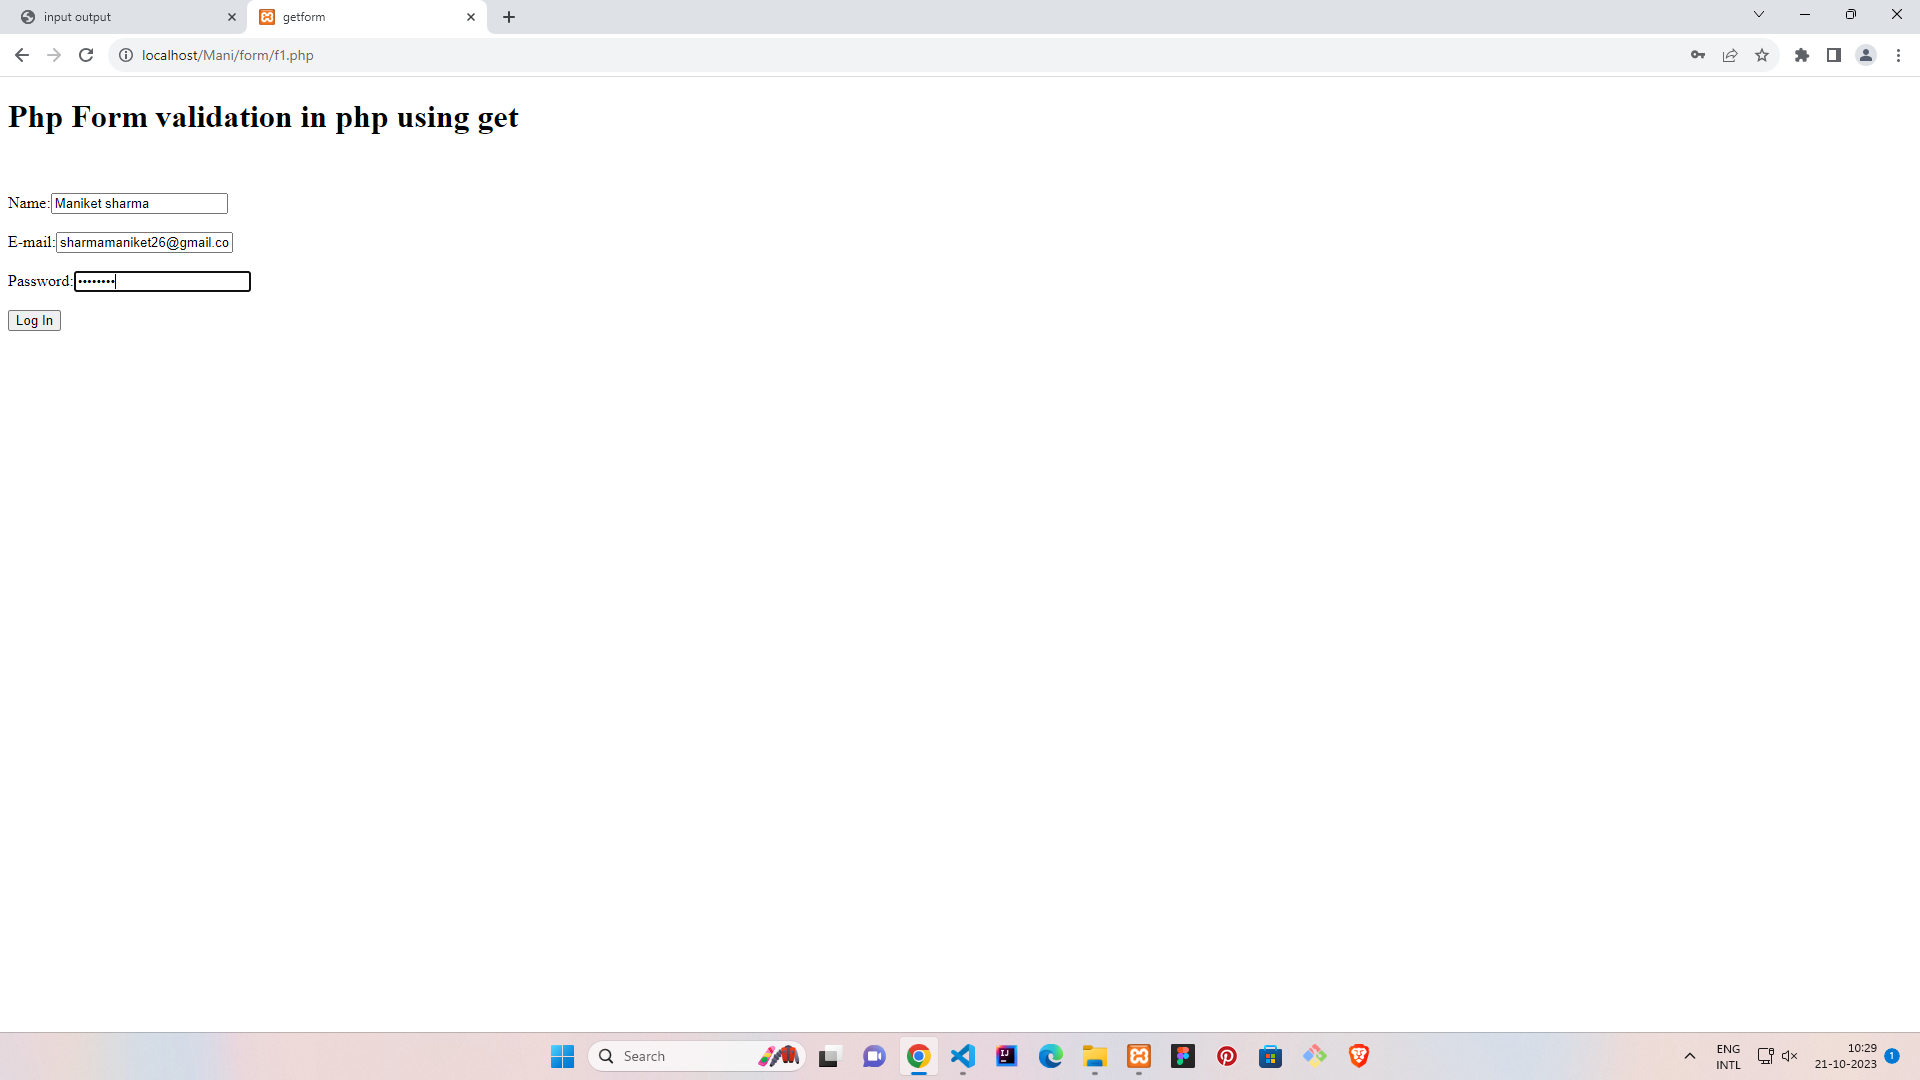 input output
getform
localhost/Mani/form/f1.php
Php Form validation in php using get
Name: Maniket sharma
E-mail: sharmamaniket26@gmail.co
Password: ••••••••
Log In
Search
ENG
INTL
10:29
21-10-2023
1